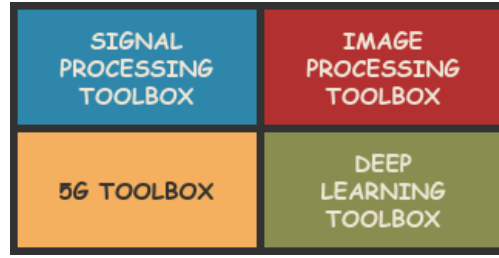 SIGNAL
PROCESSING
TOOLBOX
IMAGE
PROCESSING
TOOLBOX
5G TOOLBOX
DEEP
LEARNING
TOOLBOX